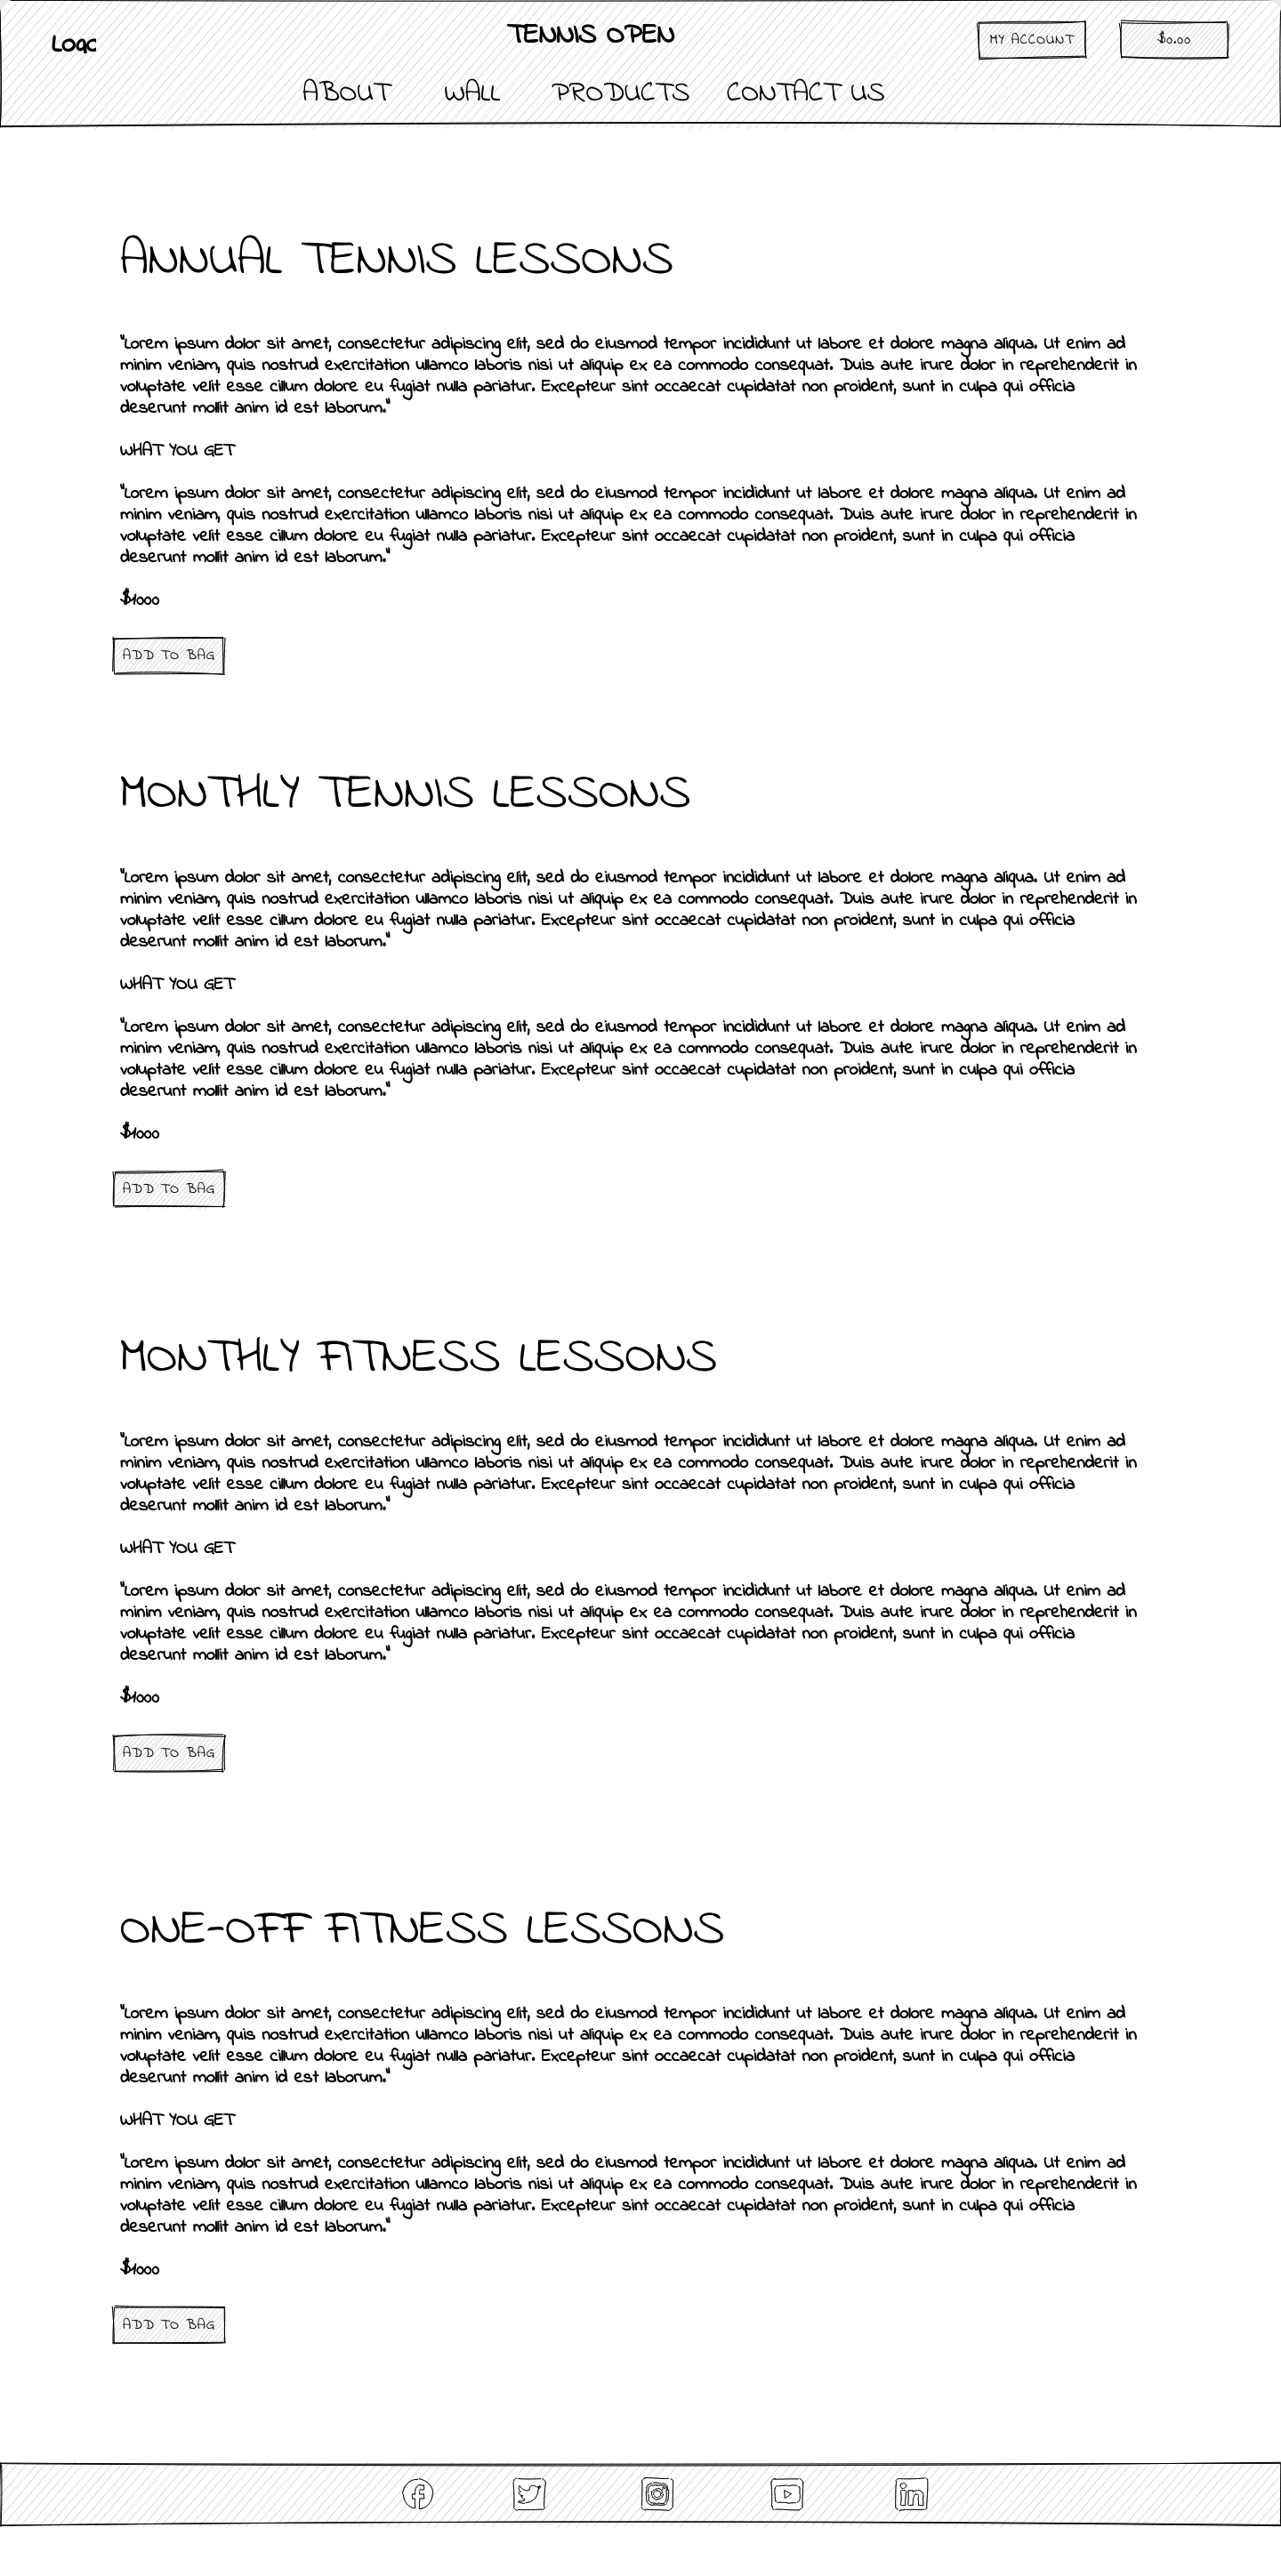 Logo
TENNIS OPEN
MY ACCOUNT
$0.00
ABOUT WALL PRODUCTS CONTACT US
ANNUAL TENNIS LESSONS
"Lorem ipsum dolor sit amet, consectetur adipiscing elit, sed do eiusmod tempor incididunt ut labore et dolore magna aliqua. Ut enim ad
minim veniam, quis nostrud exercitation ullamco laboris nisi ut aliquip ex ea commodo consequat. Duis aute irure dolor in reprehenderit in
voluptate velit esse cillum dolore eu fugiat nulla pariatur. Excepteur sint occaecat cupidatat non proident, sunt in culpa qui officia
deserunt mollit anim id est laborum."
WHAT YOU GET
"Lorem ipsum dolor sit amet, consectetur adipiscing elit, sed do eiusmod tempor incididunt ut labore et dolore magna aliqua. Ut enim ad
minim veniam, quis nostrud exercitation ullamco laboris nisi ut aliquip ex ea commodo consequat. Duis aute irure dolor in reprehenderit in
voluptate velit esse cillum dolore eu fugiat nulla pariatur. Excepteur sint occaecat cupidatat non proident, sunt in culpa qui officia
deserunt mollit anim id est laborum."
$1000
ADD TO BAG
MONTHLY TENNIS LESSONS
"Lorem ipsum dolor sit amet, consectetur adipiscing elit, sed do eiusmod tempor incididunt ut labore et dolore magna aliqua. Ut enim ad
minim veniam, quis nostrud exercitation ullamco laboris nisi ut aliquip ex ea commodo consequat. Duis aute irure dolor in reprehenderit in
voluptate velit esse cillum dolore eu fugiat nulla pariatur. Excepteur sint occaecat cupidatat non proident, sunt in culpa qui officia
deserunt mollit anim id est laborum."
WHAT YOU GET
"Lorem ipsum dolor sit amet, consectetur adipiscing elit, sed do eiusmod tempor incididunt ut labore et dolore magna aliqua. Ut enim ad
minim veniam, quis nostrud exercitation ullamco laboris nisi ut aliquip ex ea commodo consequat. Duis aute irure dolor in reprehenderit in
voluptate velit esse cillum dolore eu fugiat nulla pariatur. Excepteur sint occaecat cupidatat non proident, sunt in culpa qui officia
deserunt mollit anim id est laborum."
$1000
ADD TO BAG
MONTHLY FITNESS LESSONS
"Lorem ipsum dolor sit amet, consectetur adipiscing elit, sed do eiusmod tempor incididunt ut labore et dolore magna aliqua. Ut enim ad
minim veniam, quis nostrud exercitation ullamco laboris nisi ut aliquip ex ea commodo consequat. Duis aute irure dolor in reprehenderit in
voluptate velit esse cillum dolore eu fugiat nulla pariatur. Excepteur sint occaecat cupidatat non proident, sunt in culpa qui officia
deserunt mollit anim id est laborum."
WHAT YOU GET
"Lorem ipsum dolor sit amet, consectetur adipiscing elit, sed do eiusmod tempor incididunt ut labore et dolore magna aliqua. Ut enim ad
minim veniam, quis nostrud exercitation ullamco laboris nisi ut aliquip ex ea commodo consequat. Duis aute irure dolor in reprehenderit in
voluptate velit esse cillum dolore eu fugiat nulla pariatur. Excepteur sint occaecat cupidatat non proident, sunt in culpa qui officia
deserunt mollit anim id est laborum."
$1000
ADD TO BAG
ONE-OFF FITNESS LESSONS
"Lorem ipsum dolor sit amet, consectetur adipiscing elit, sed do eiusmod tempor incididunt ut labore et dolore magna aliqua. Ut enim ad
minim veniam, quis nostrud exercitation ullamco laboris nisi ut aliquip ex ea commodo consequat. Duis aute irure dolor in reprehenderit in
voluptate velit esse cillum dolore eu fugiat nulla pariatur. Excepteur sint occaecat cupidatat non proident, sunt in culpa qui officia
deserunt mollit anim id est laborum."
WHAT YOU GET
"Lorem ipsum dolor sit amet, consectetur adipiscing elit, sed do eiusmod tempor incididunt ut labore et dolore magna aliqua. Ut enim ad
minim veniam, quis nostrud exercitation ullamco laboris nisi ut aliquip ex ea commodo consequat. Duis aute irure dolor in reprehenderit in
voluptate velit esse cillum dolore eu fugiat nulla pariatur. Excepteur sint occaecat cupidatat non proident, sunt in culpa qui officia
deserunt mollit anim id est laborum."
$1000
ADD TO BAG